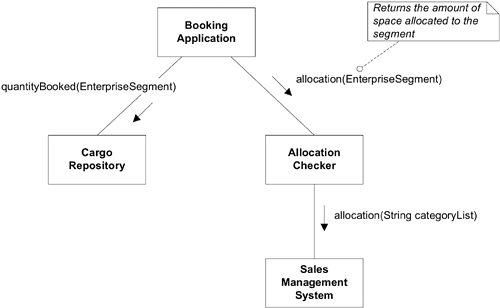 Booking
Application
Returns the amount of
space allocated to the
segment
quantityBooked(EnterpriseSegment)
allocation(EnterpriseSegment)
Cargo
Repository
Allocation
Checker
allocation(String categoryList)
Sales
Management
System